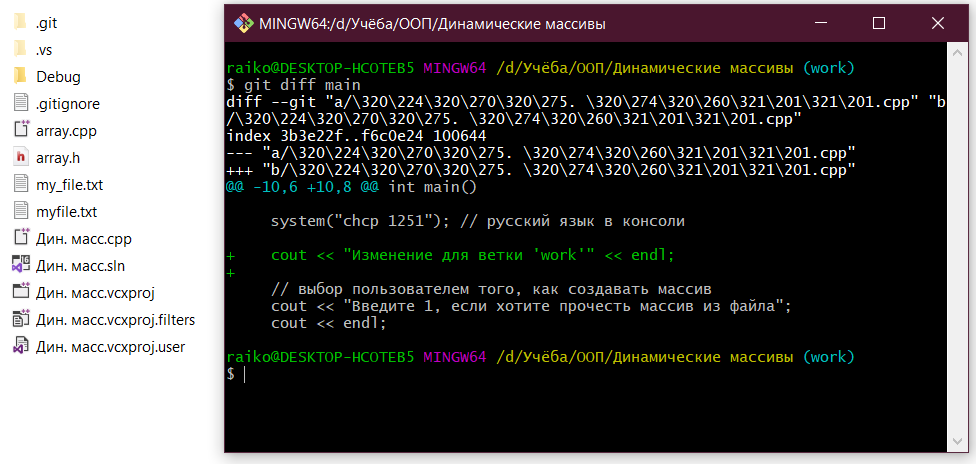 .git
.vs
Debug
.gitignore
array.cpp
array.h
my_file.txt
myfile.txt
Дин. масс.cpp
Дин. масс.sln
Дин. масс.vcxproj
Дин. масс.vcxproj.filters
Дин. масс.vcxproj.user
MINGW64:/d/Учёба/ООП/Динамические массивы
raiko@DESKTOP-HCOTEB5 MINGW64 /d/Учёба/ООП/Динамические массивы (work)
$ git diff main
diff --git "a/\320\224\320\270\320\275. \320\274\320\260\321\201\321\201.cpp" "b
/\320\224\320\270\320\275. \320\274\320\260\321\201\321\201.cpp"
index 3b3e22f..f6c0e24 100644
--- "a/\320\224\320\270\320\275. \320\274\320\260\321\201\321\201.cpp"
+++ "b/\320\224\320\270\320\275. \320\274\320\260\321\201\321\201.cpp"
@@ -10,6 +10,8 @@ int main()
system("chcp 1251"); // русский язык в консоли
+    cout << "Изменение для ветки 'work'" << endl;
+
// выбор пользователем того, как создавать массив
cout << "Введите 1, если хотите прочесть массив из файла";
cout << endl;
raiko@DESKTOP-HCOTEB5 MINGW64 /d/Учёба/ООП/Динамические массивы (work)
$